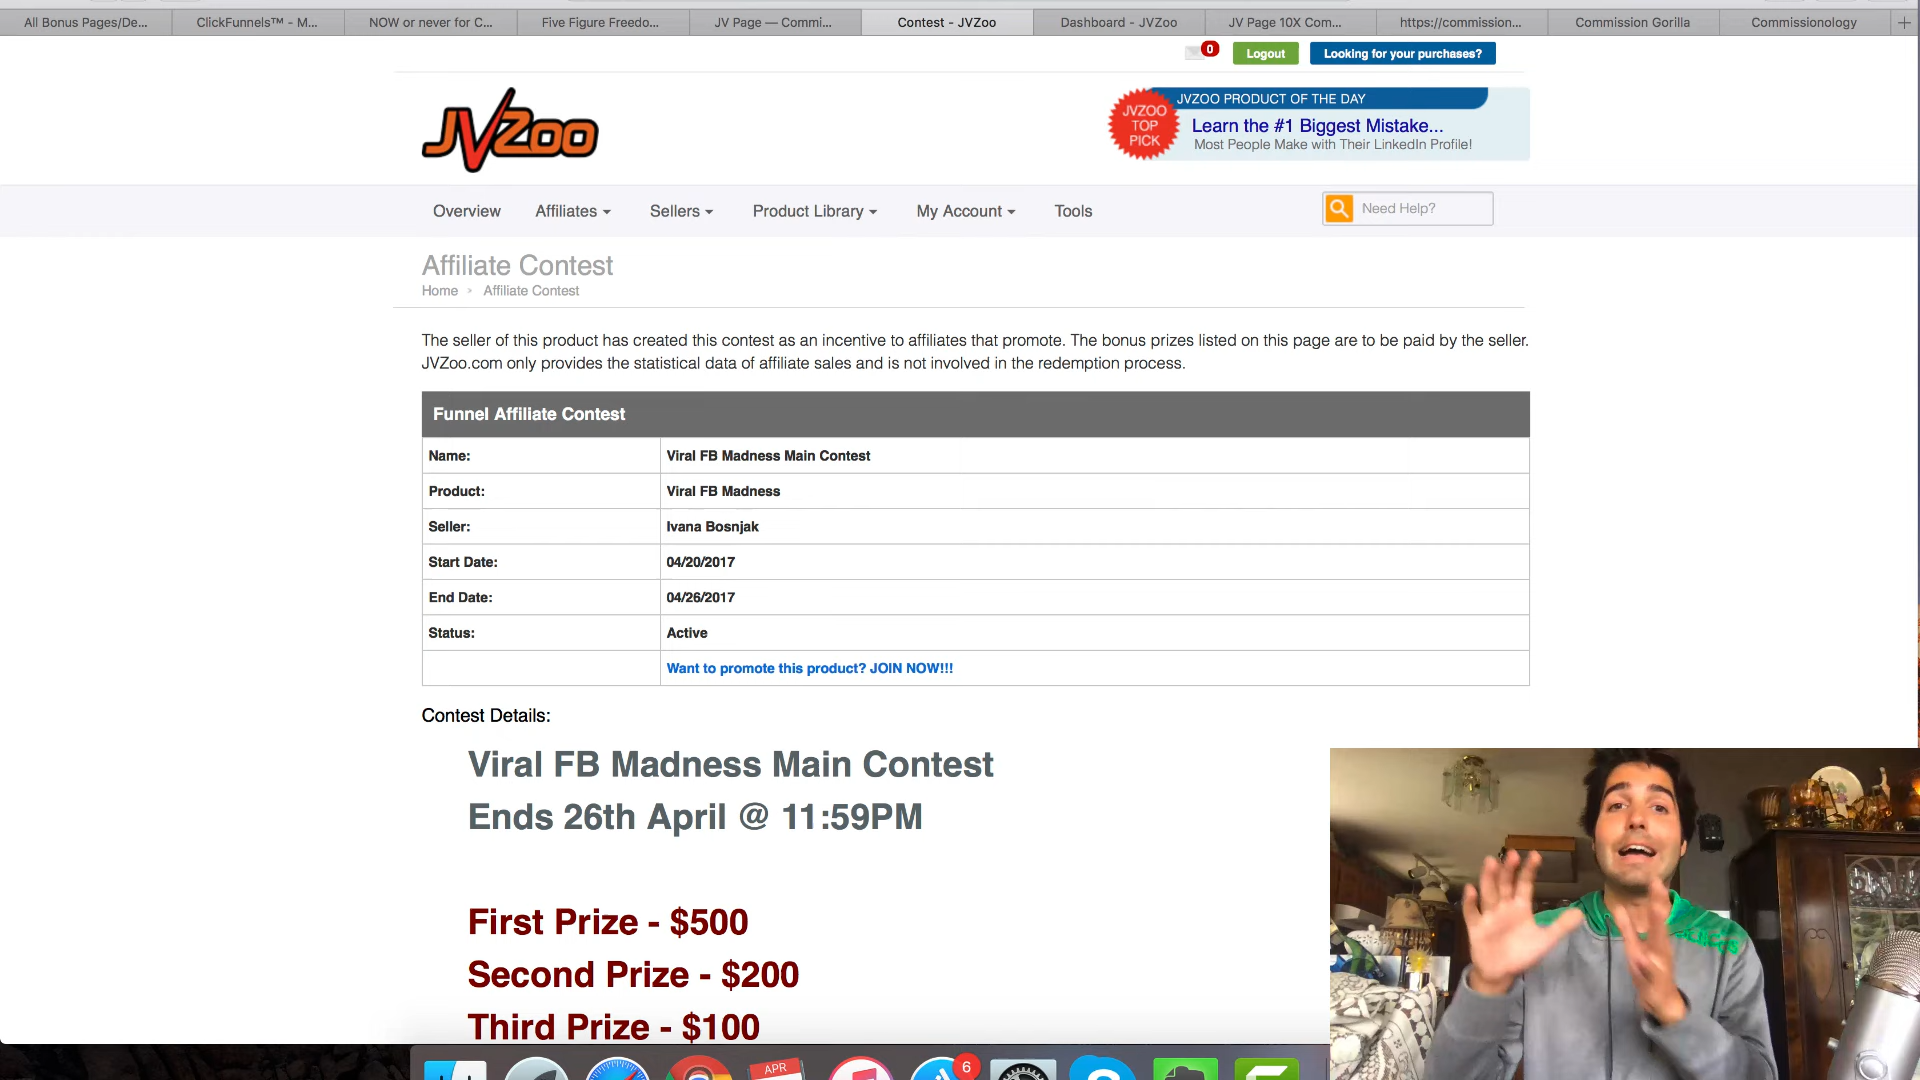 All Bonus Pages/De...
ClickFunnels™ - M...
NOW or never for C...
Five Figure Freedo...
JV Page — Commi...
Contest - JVZoo
Dashboard - JVZoo
JV Page 10X Com...
https://commission...
Commission Gorilla
Commissionology
0
Logout
Looking for your purchases?
JVZoo
JVZOO
TOP
PICK
JVZOO PRODUCT OF THE DAY
Learn the #1 Biggest Mistake...
Most People Make with Their LinkedIn Profile!
Overview
Affiliates
Sellers
Product Library
My Account
Tools
Need Help?
Affiliate Contest
Home
Affiliate Contest
The seller of this product has created this contest as an incentive to affiliates that promote. The bonus prizes listed on this page are to be paid by the seller.
JVZoo.com only provides the statistical data of affiliate sales and is not involved in the redemption process.
Funnel Affiliate Contest
Name: Viral FB Madness Main Contest
Product: Viral FB Madness
Seller: Ivana Bosnjak
Start Date: 04/20/2017
End Date: 04/26/2017
Status: Active
Want to promote this product? JOIN NOW!!!
Contest Details:
Viral FB Madness Main Contest
Ends 26th April @ 11:59PM
First Prize - $500
Second Prize - $200
Third Prize - $100
APR
6